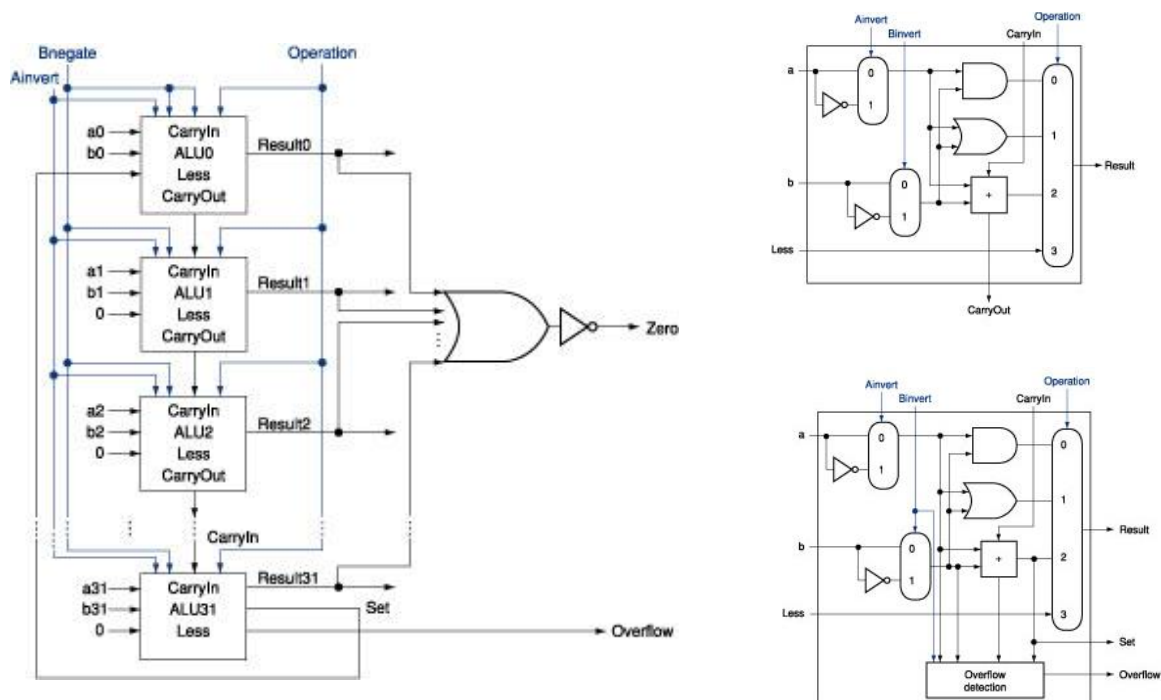 Bnegate
Operation
Ainvert
a0
b0
CarryIn
ALU0
Less
CarryOut
Result0
a1
b1
0
CarryIn
ALU1
Less
CarryOut
Result1
a2
b2
0
CarryIn
ALU2
Less
CarryOut
Result2
CarryIn
a31
b31
0
CarryIn
ALU31
Less
Result31
Set
Overflow
Zero
Operation
Ainvert
CarryIn
Binvert
a
0
1
0
1
Result
b
0
1
+
2
Less
3
CarryOut
Operation
Ainvert
CarryIn
Binvert
a
0
1
0
1
Result
b
0
1
+
2
Less
3
Set
Overflow
detection
Overflow